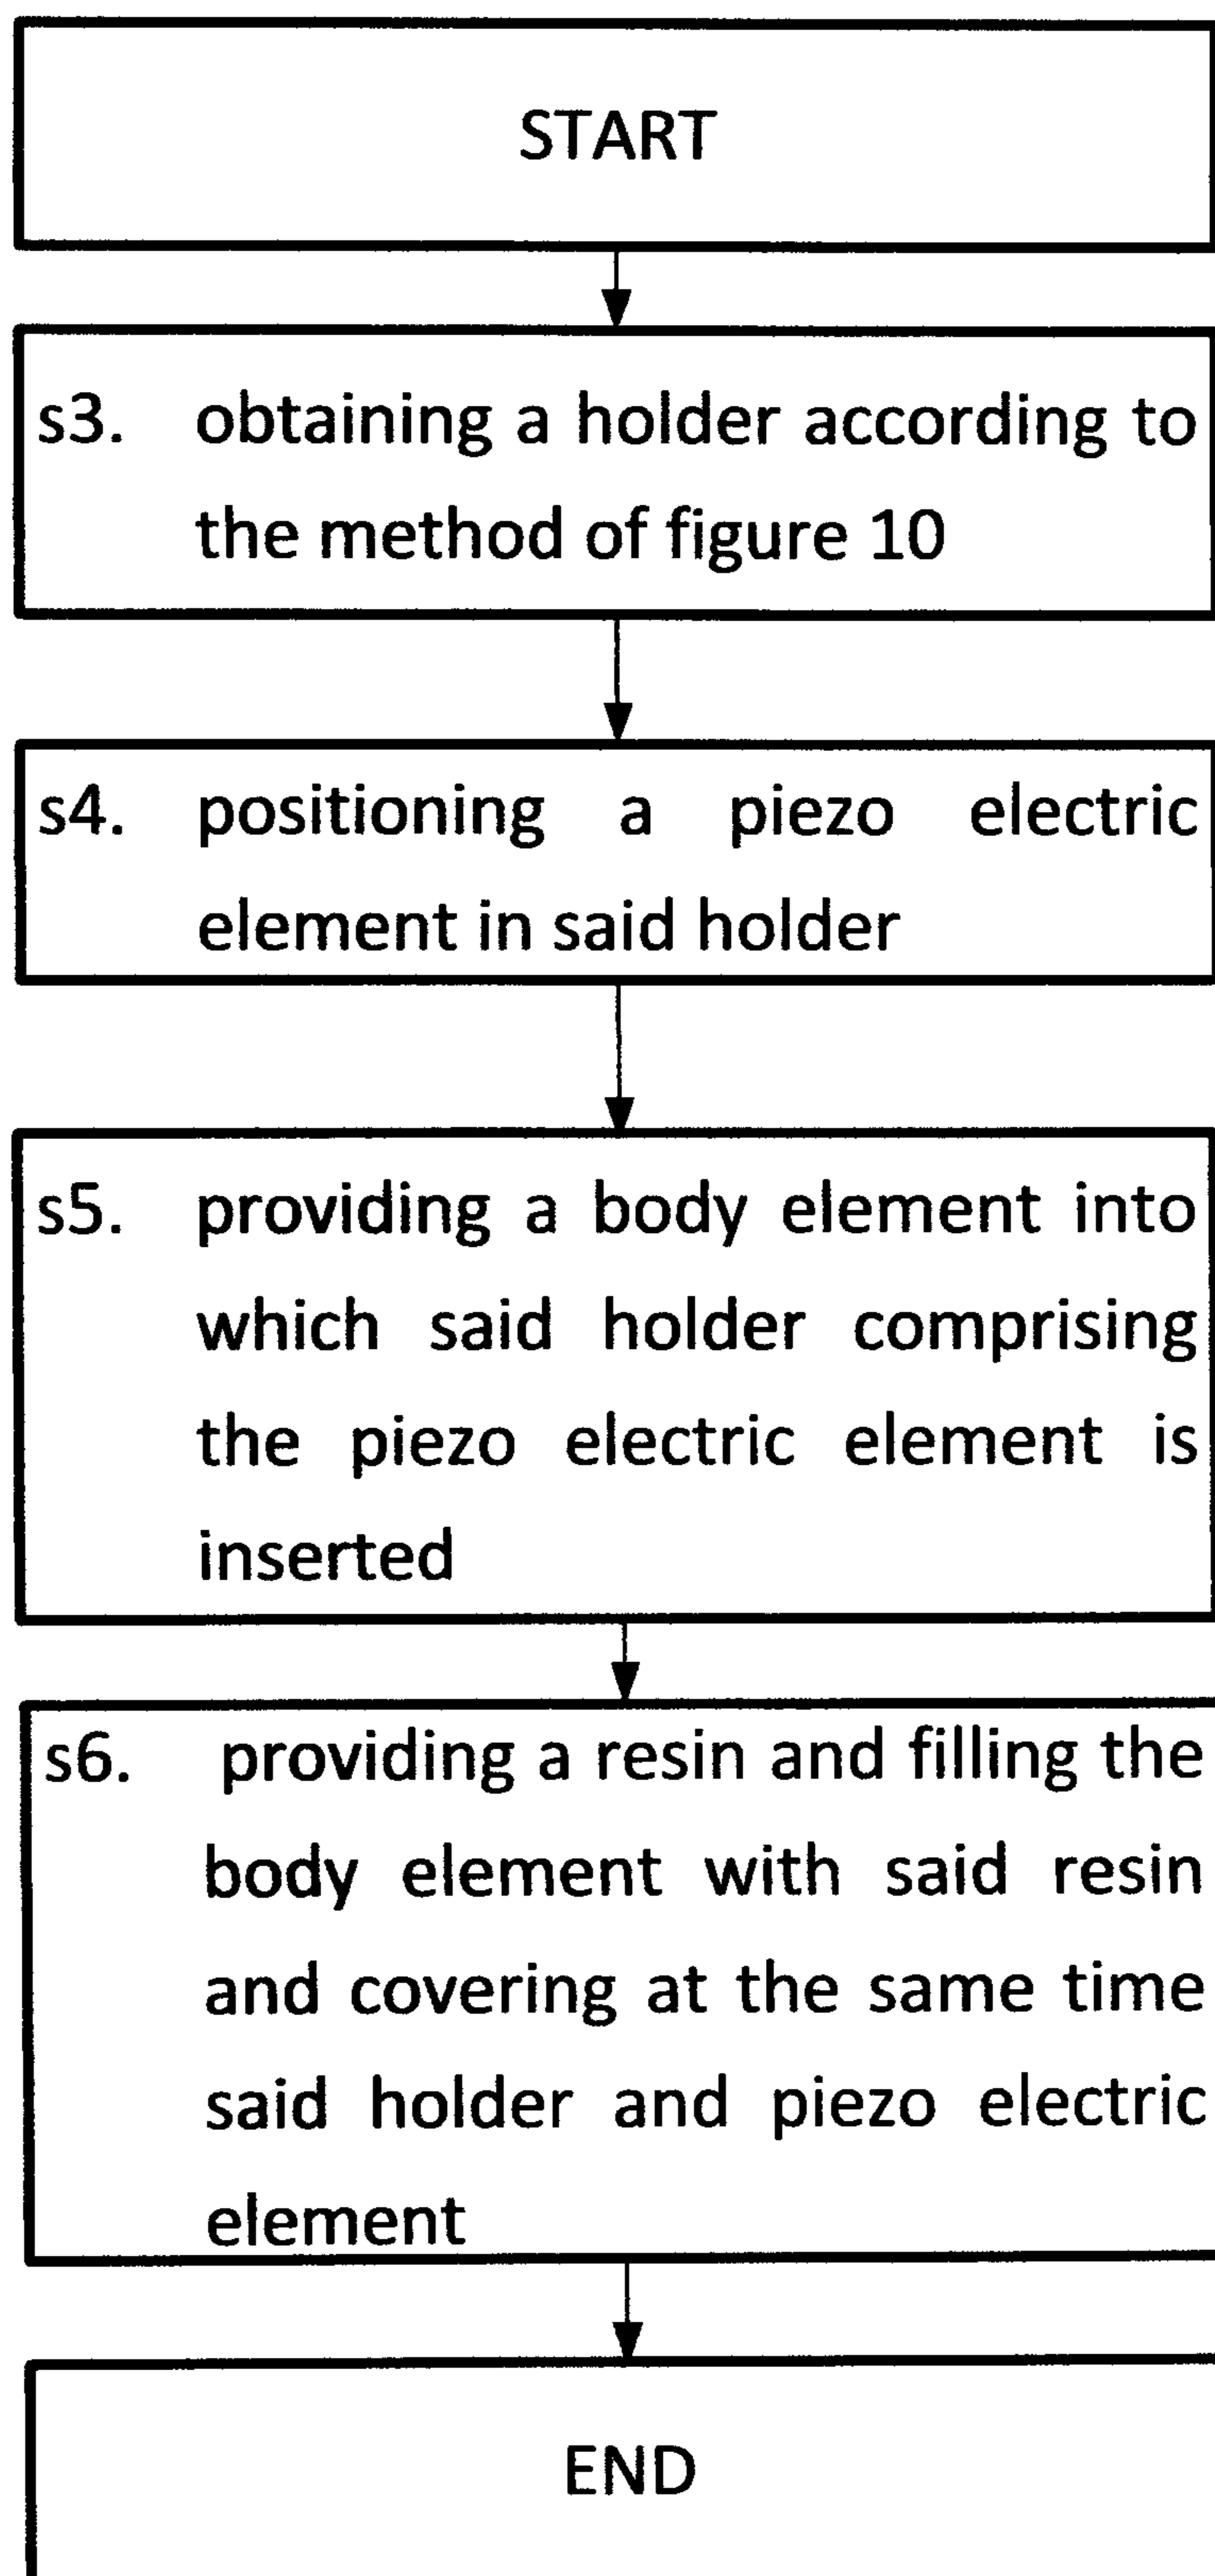 START
s3. obtaining a holder according to
the method of figure 10
s4. positioning a piezo electric
element in said holder
s5. providing a body element into
which said holder comprising
the piezo electric element is
inserted
s6. providing a resin and filling the
body element with said resin
and covering at the same time
said holder and piezo electric
element
END